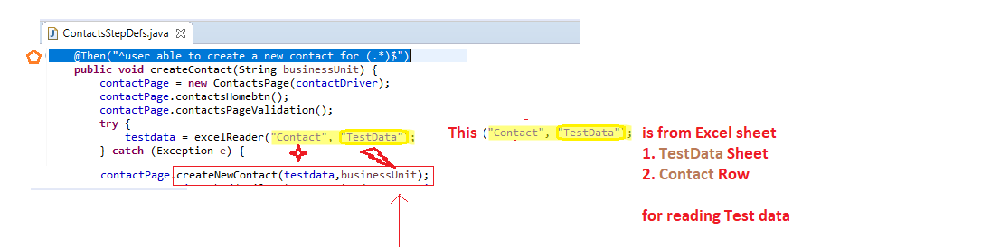 ContactsStepDefs.java
@Then("^user able to create a new contact for (.*)$")
public void createContact(String businessUnit) {
contactPage = new ContactsPage(contactDriver);
contactPage.contactsHomebtn();
contactPage.contactsPageValidation();
try {
testdata = excelReader("Contact", "TestData";
} catch (Exception e) {
contactPage.createNewContact(testdata,businessUnit);
This ("Contact", "TestData"; is from Excel sheet
1. TestData Sheet
2. Contact Row
for reading Test data